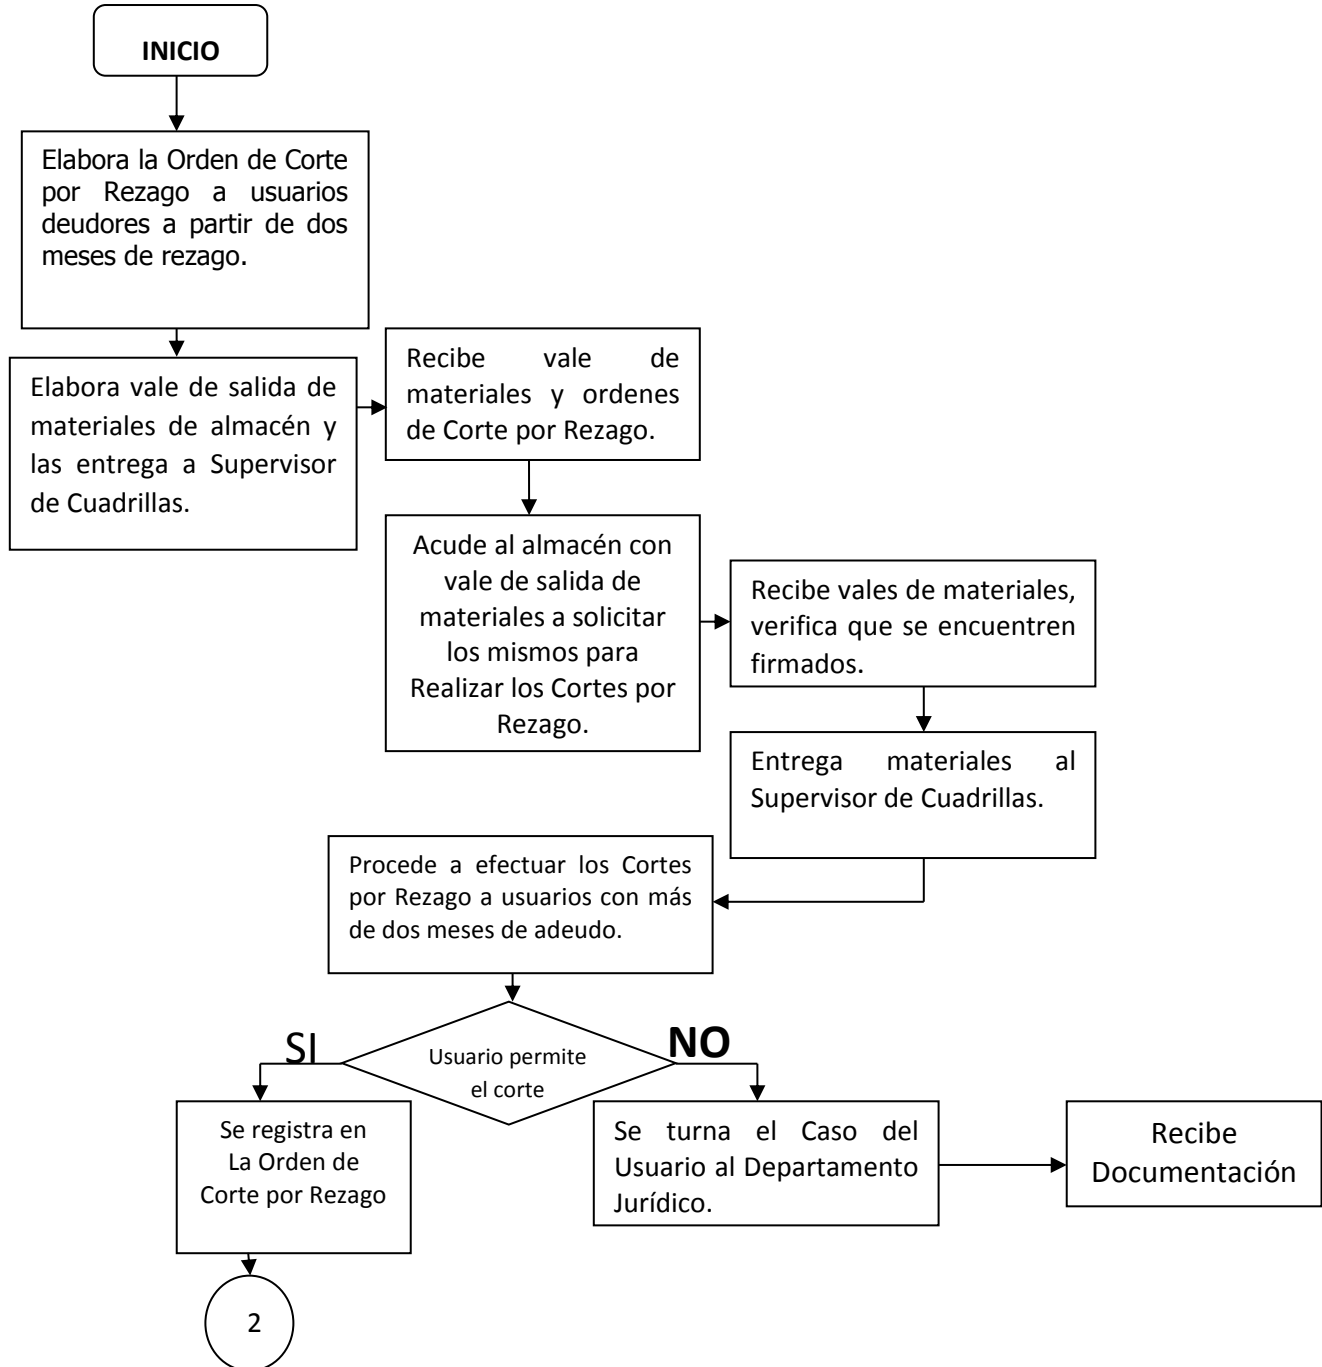 INICIO
Elabora la Orden de Corte
por Rezago a usuarios
deudores a partir de dos
meses de rezago.
Elabora vale de salida de
materiales de almacén y
las entrega a Supervisor
de Cuadrillas.
Recibe vale de
materiales y ordenes
de Corte por Rezago.
Acude al almacén con
vale de salida de
materiales a solicitar
los mismos para
Realizar los Cortes por
Rezago.
Recibe vales de materiales,
verifica que se encuentren
firmados.
Entrega materiales al
Supervisor de Cuadrillas.
Procede a efectuar los Cortes
por Rezago a usuarios con más
de dos meses de adeudo.
Usuario permite
el corte
SI
NO
Se registra en
La Orden de
Corte por Rezago
Se turna el Caso del
Usuario al Departamento
Jurídico.
Recibe
Documentación
2